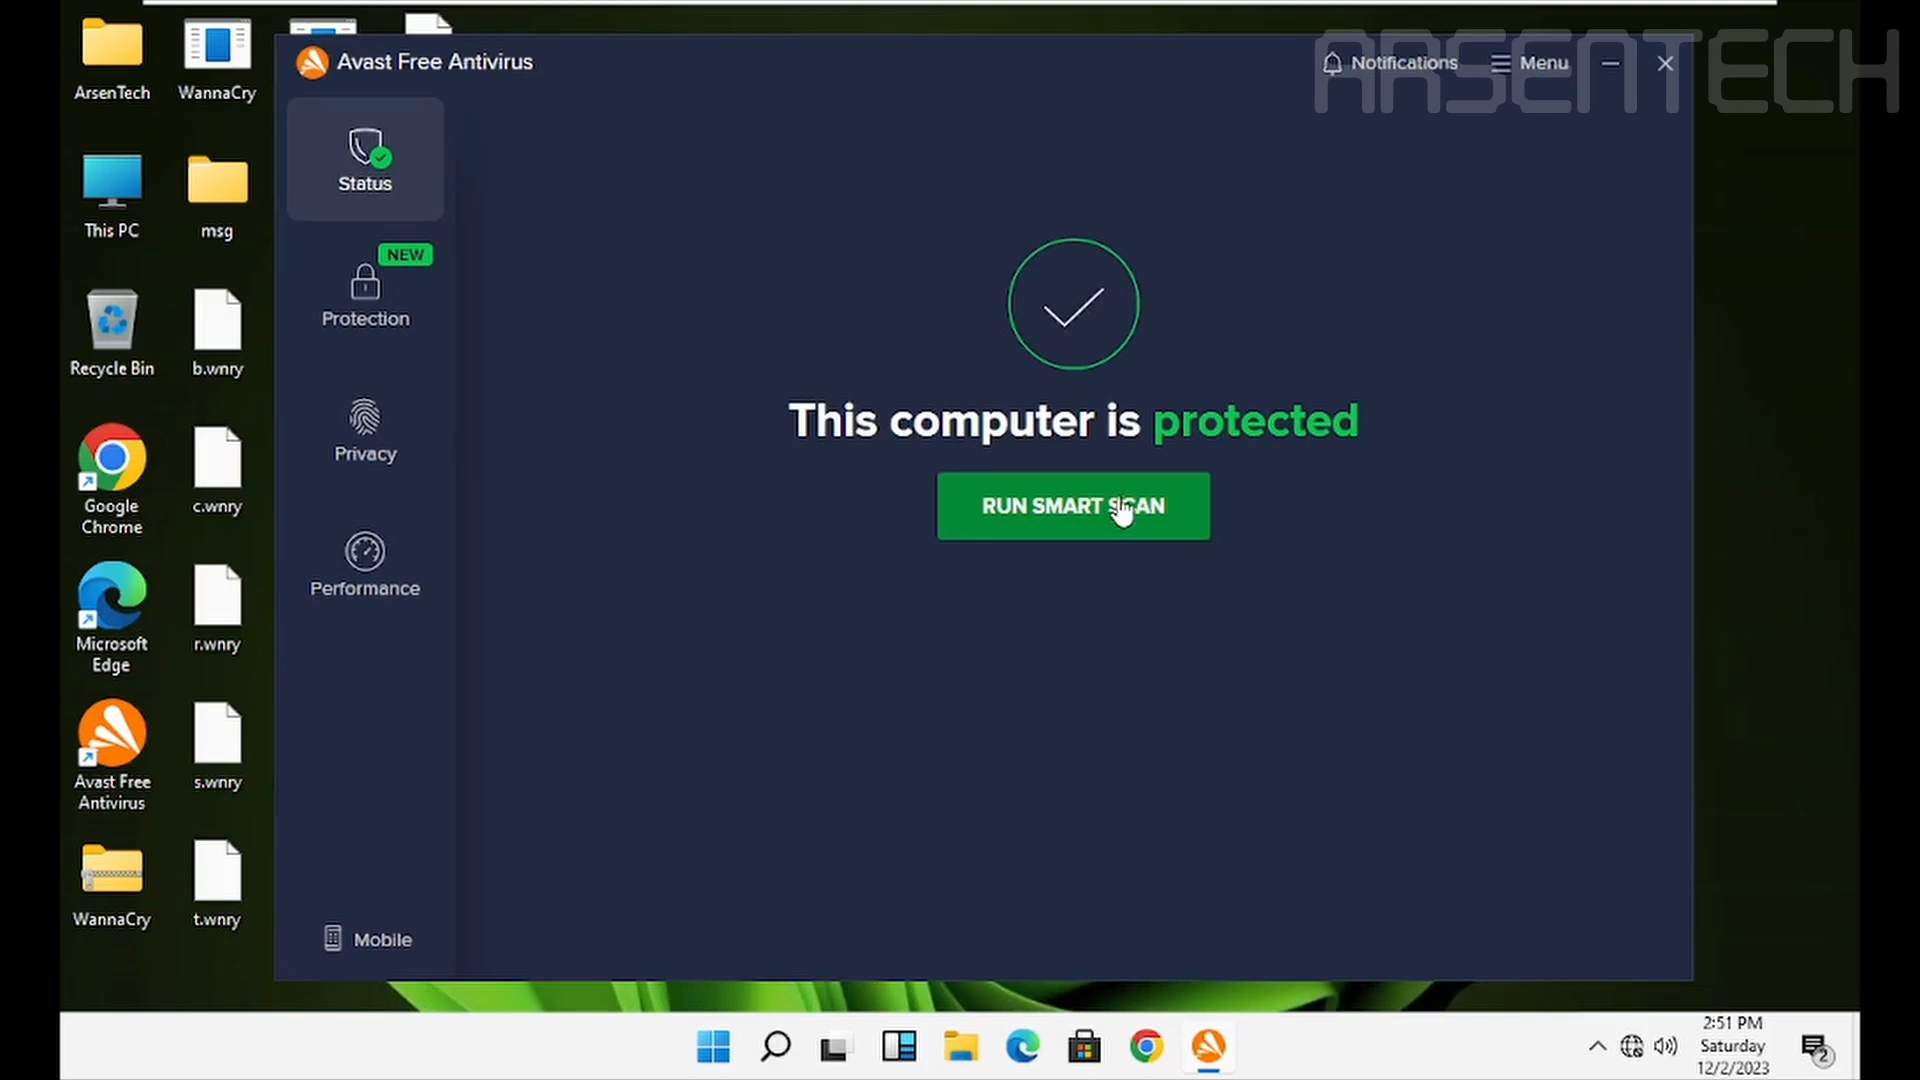 ARSENTECH
Avast Free Antivirus
Notifications
Menu
ArsenTech
WannaCry
This PC
msg
Recycle Bin
b.wnry
Google
Chrome
c.wnry
Microsoft
Edge
r.wnry
Avast Free
Antivirus
s.wnry
WannaCry
t.wnry
Status
NEW
Protection
Privacy
Performance
Mobile
This computer is protected
RUN SMART SCAN
2:51 PM
Saturday
12/2/2023
2